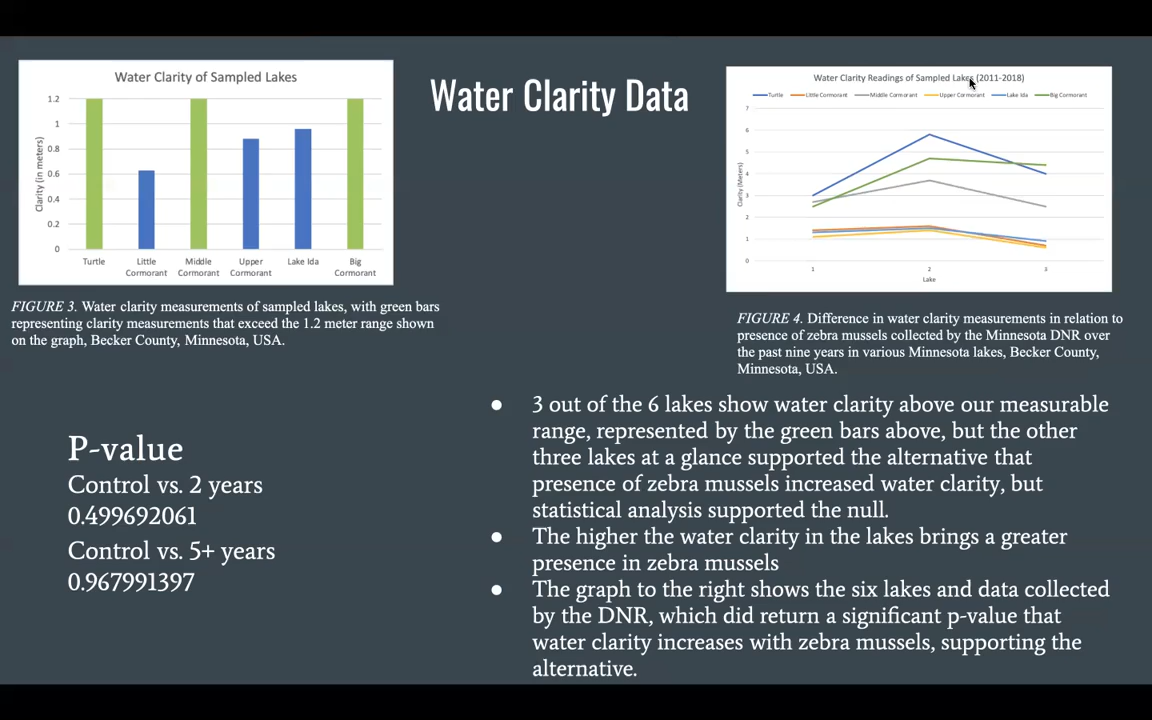 Water Clarity Data
Water Clarity of Sampled Lakes
Clarity (in meters)
1.2
1
0.8
0.6
0.4
0.2
0
Turtle
Little Cormorant
Middle Cormorant
Upper Cormorant
Lake Ida
Big Cormorant
FIGURE 3. Water clarity measurements of sampled lakes, with green bars
representing clarity measurements that exceed the 1.2 meter range shown
on the graph, Becker County, Minnesota, USA.
Water Clarity Readings of Sampled Lakes (2011-2018)
Turtle Little Cormorant Middle Cormorant Upper Cormorant Lake Ida Big Cormorant
Clarity (Meters)
7
6
5
4
3
2
1
0
1 2 3
Lake
FIGURE 4. Difference in water clarity measurements in relation to
presence of zebra mussels collected by the Minnesota DNR over
the past nine years in various Minnesota lakes, Becker County,
Minnesota, USA.
P-value
Control vs. 2 years
0.499692061
Control vs. 5+ years
0.967991397
● 3 out of the 6 lakes show water clarity above our measurable
range, represented by the green bars above, but the other
three lakes at a glance supported the alternative that
presence of zebra mussels increased water clarity, but
statistical analysis supported the null.
● The higher the water clarity in the lakes brings a greater
presence in zebra mussels
● The graph to the right shows the six lakes and data collected
by the DNR, which did return a significant p-value that
water clarity increases with zebra mussels, supporting the
alternative.